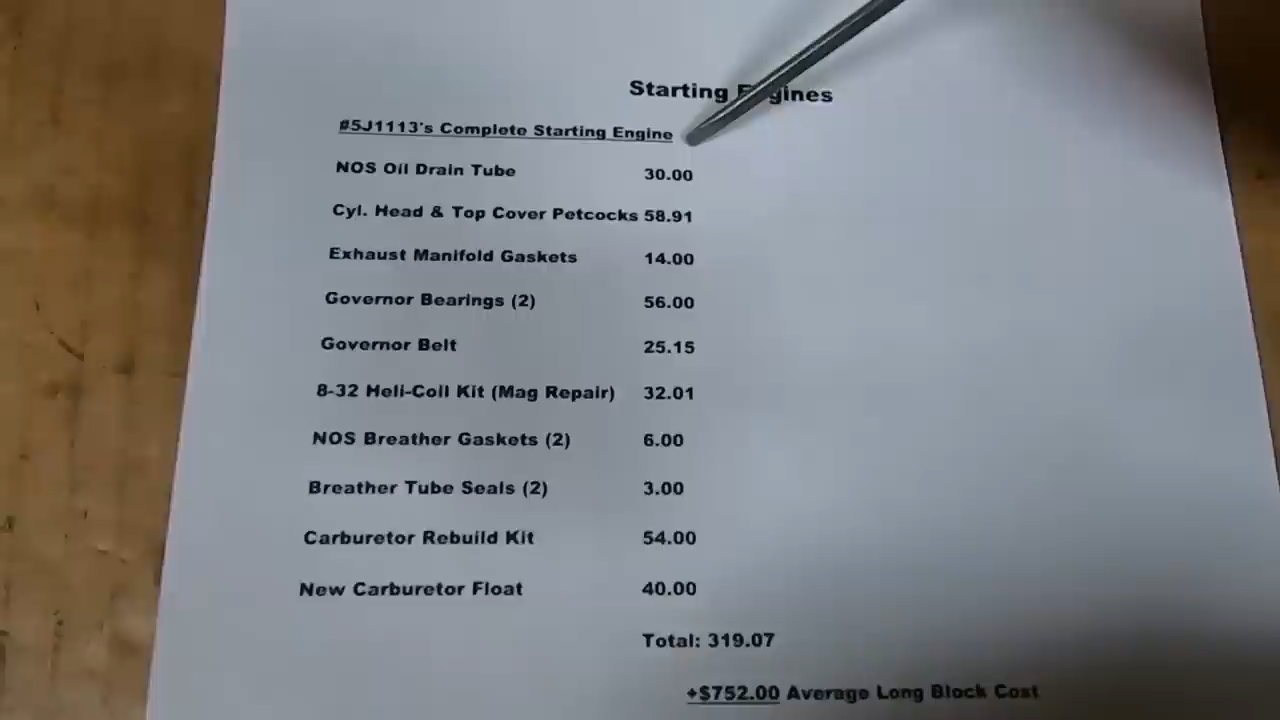 Starting Engines
#5J1113's Complete Starting Engine
NOS Oil Drain Tube 30.00
Cyl. Head & Top Cover Petcocks 58.91
Exhaust Manifold Gaskets 14.00
Governor Bearings (2) 56.00
Governor Belt 25.15
8-32 Heli-Coil Kit (Mag Repair) 32.01
NOS Breather Gaskets (2) 6.00
Breather Tube Seals (2) 3.00
Carburetor Rebuild Kit 54.00
New Carburetor Float 40.00
Total: 319.07
+$752.00 Average Long Block Cost